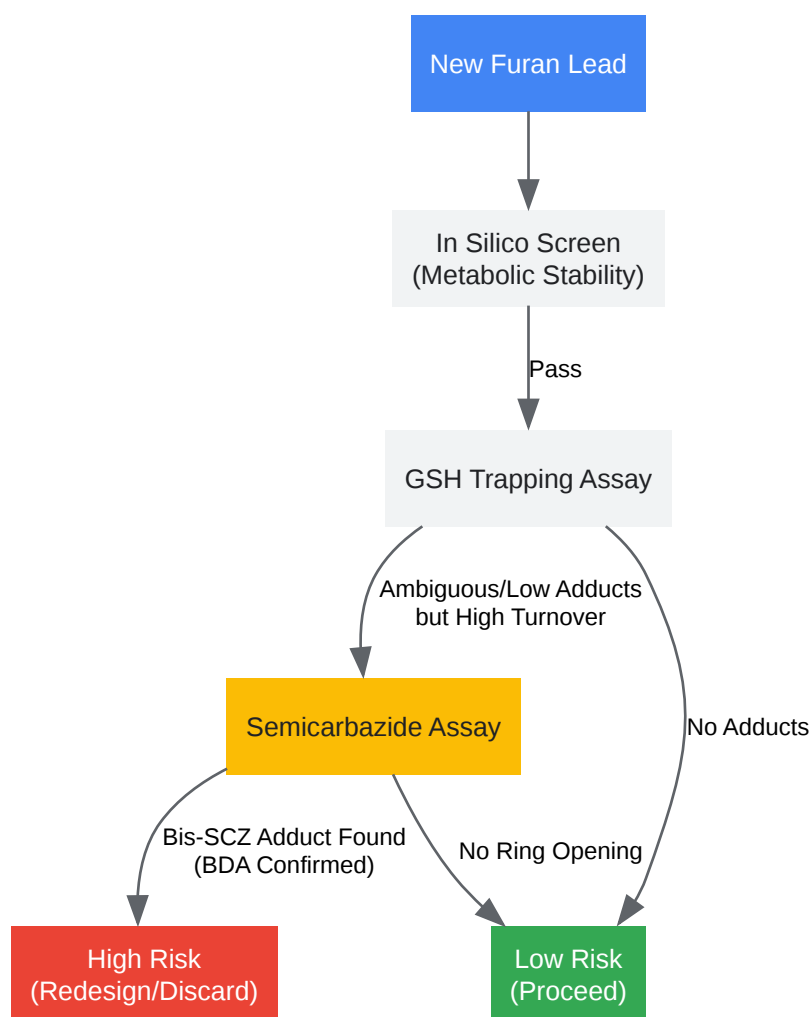 New Furan Lead
In Silico Screen
(Metabolic Stability)
Pass
GSH Trapping Assay
Ambiguous/Low Adducts
but High Turnover
Semicarbazide Assay
No Adducts
Bis-SCZ Adduct Found
(BDA Confirmed)
No Ring Opening
High Risk
(Redesign/Discard)
Low Risk
(Proceed)